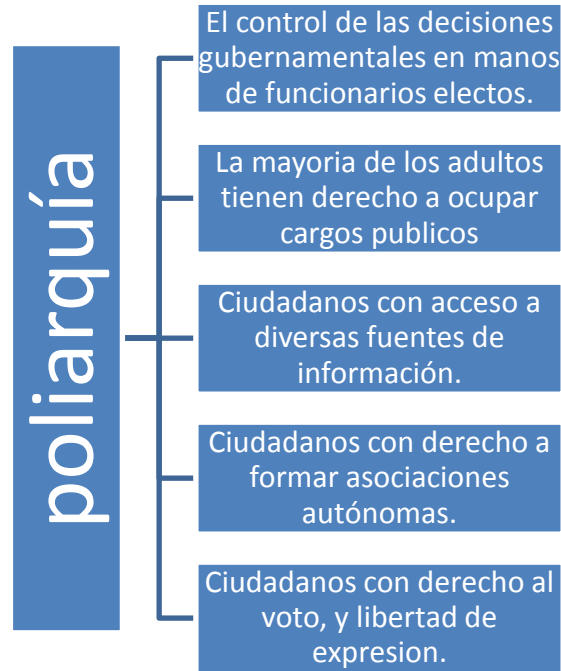 poliarquía
El control de las decisiones
gubernamentales en manos
de funcionarios electos.
La mayoria de los adultos
tienen derecho a ocupar
cargos publicos
Ciudadanos con acceso a
diversas fuentes de
información.
Ciudadanos con derecho a
formar asociaciones
autónomas.
Ciudadanos con derecho al
voto, y libertad de
expresion.